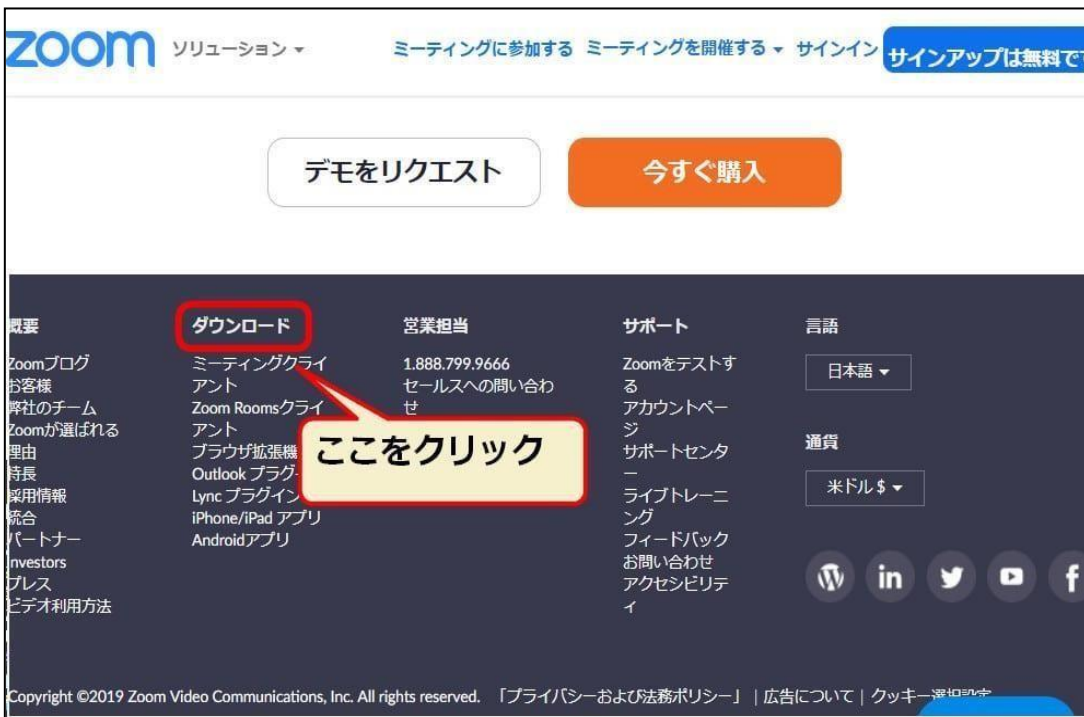 zoom
ソリューション
ミーティングに参加する
ミーティングを開催する
サインイン
サインアップは無料で
デモをリクエスト
今すぐ購入
概要
Zoomブログ
お客様
弊社のチーム
Zoomが選ばれる
理由
特長
採用情報
統合
パートナー
Investors
プレス
ビデオ利用方法
ダウンロード
ミーティングクライ
アント
Zoom Roomsクライ
アント
ブラウザ拡張機
Outlook プラグ
Lync プラグイン
iPhone/iPad アプリ
Androidアプリ
ここをクリック
営業担当
1.888.799.9666
セールスへの問い合わ
せ
サポート
Zoomをテストす
る
アカウントペー
ジ
サポートセンタ
ー
ライブトレーニ
ング
フィードバック
お問い合わせ
アクセシビリテ
ィ
言語
日本語
通貨
米ドル $
in
f
Copyright ©2019 Zoom Video Communications, Inc. All rights reserved. 「プライバシーおよび法務ポリシー」 | 広告について | クッキー選択設定